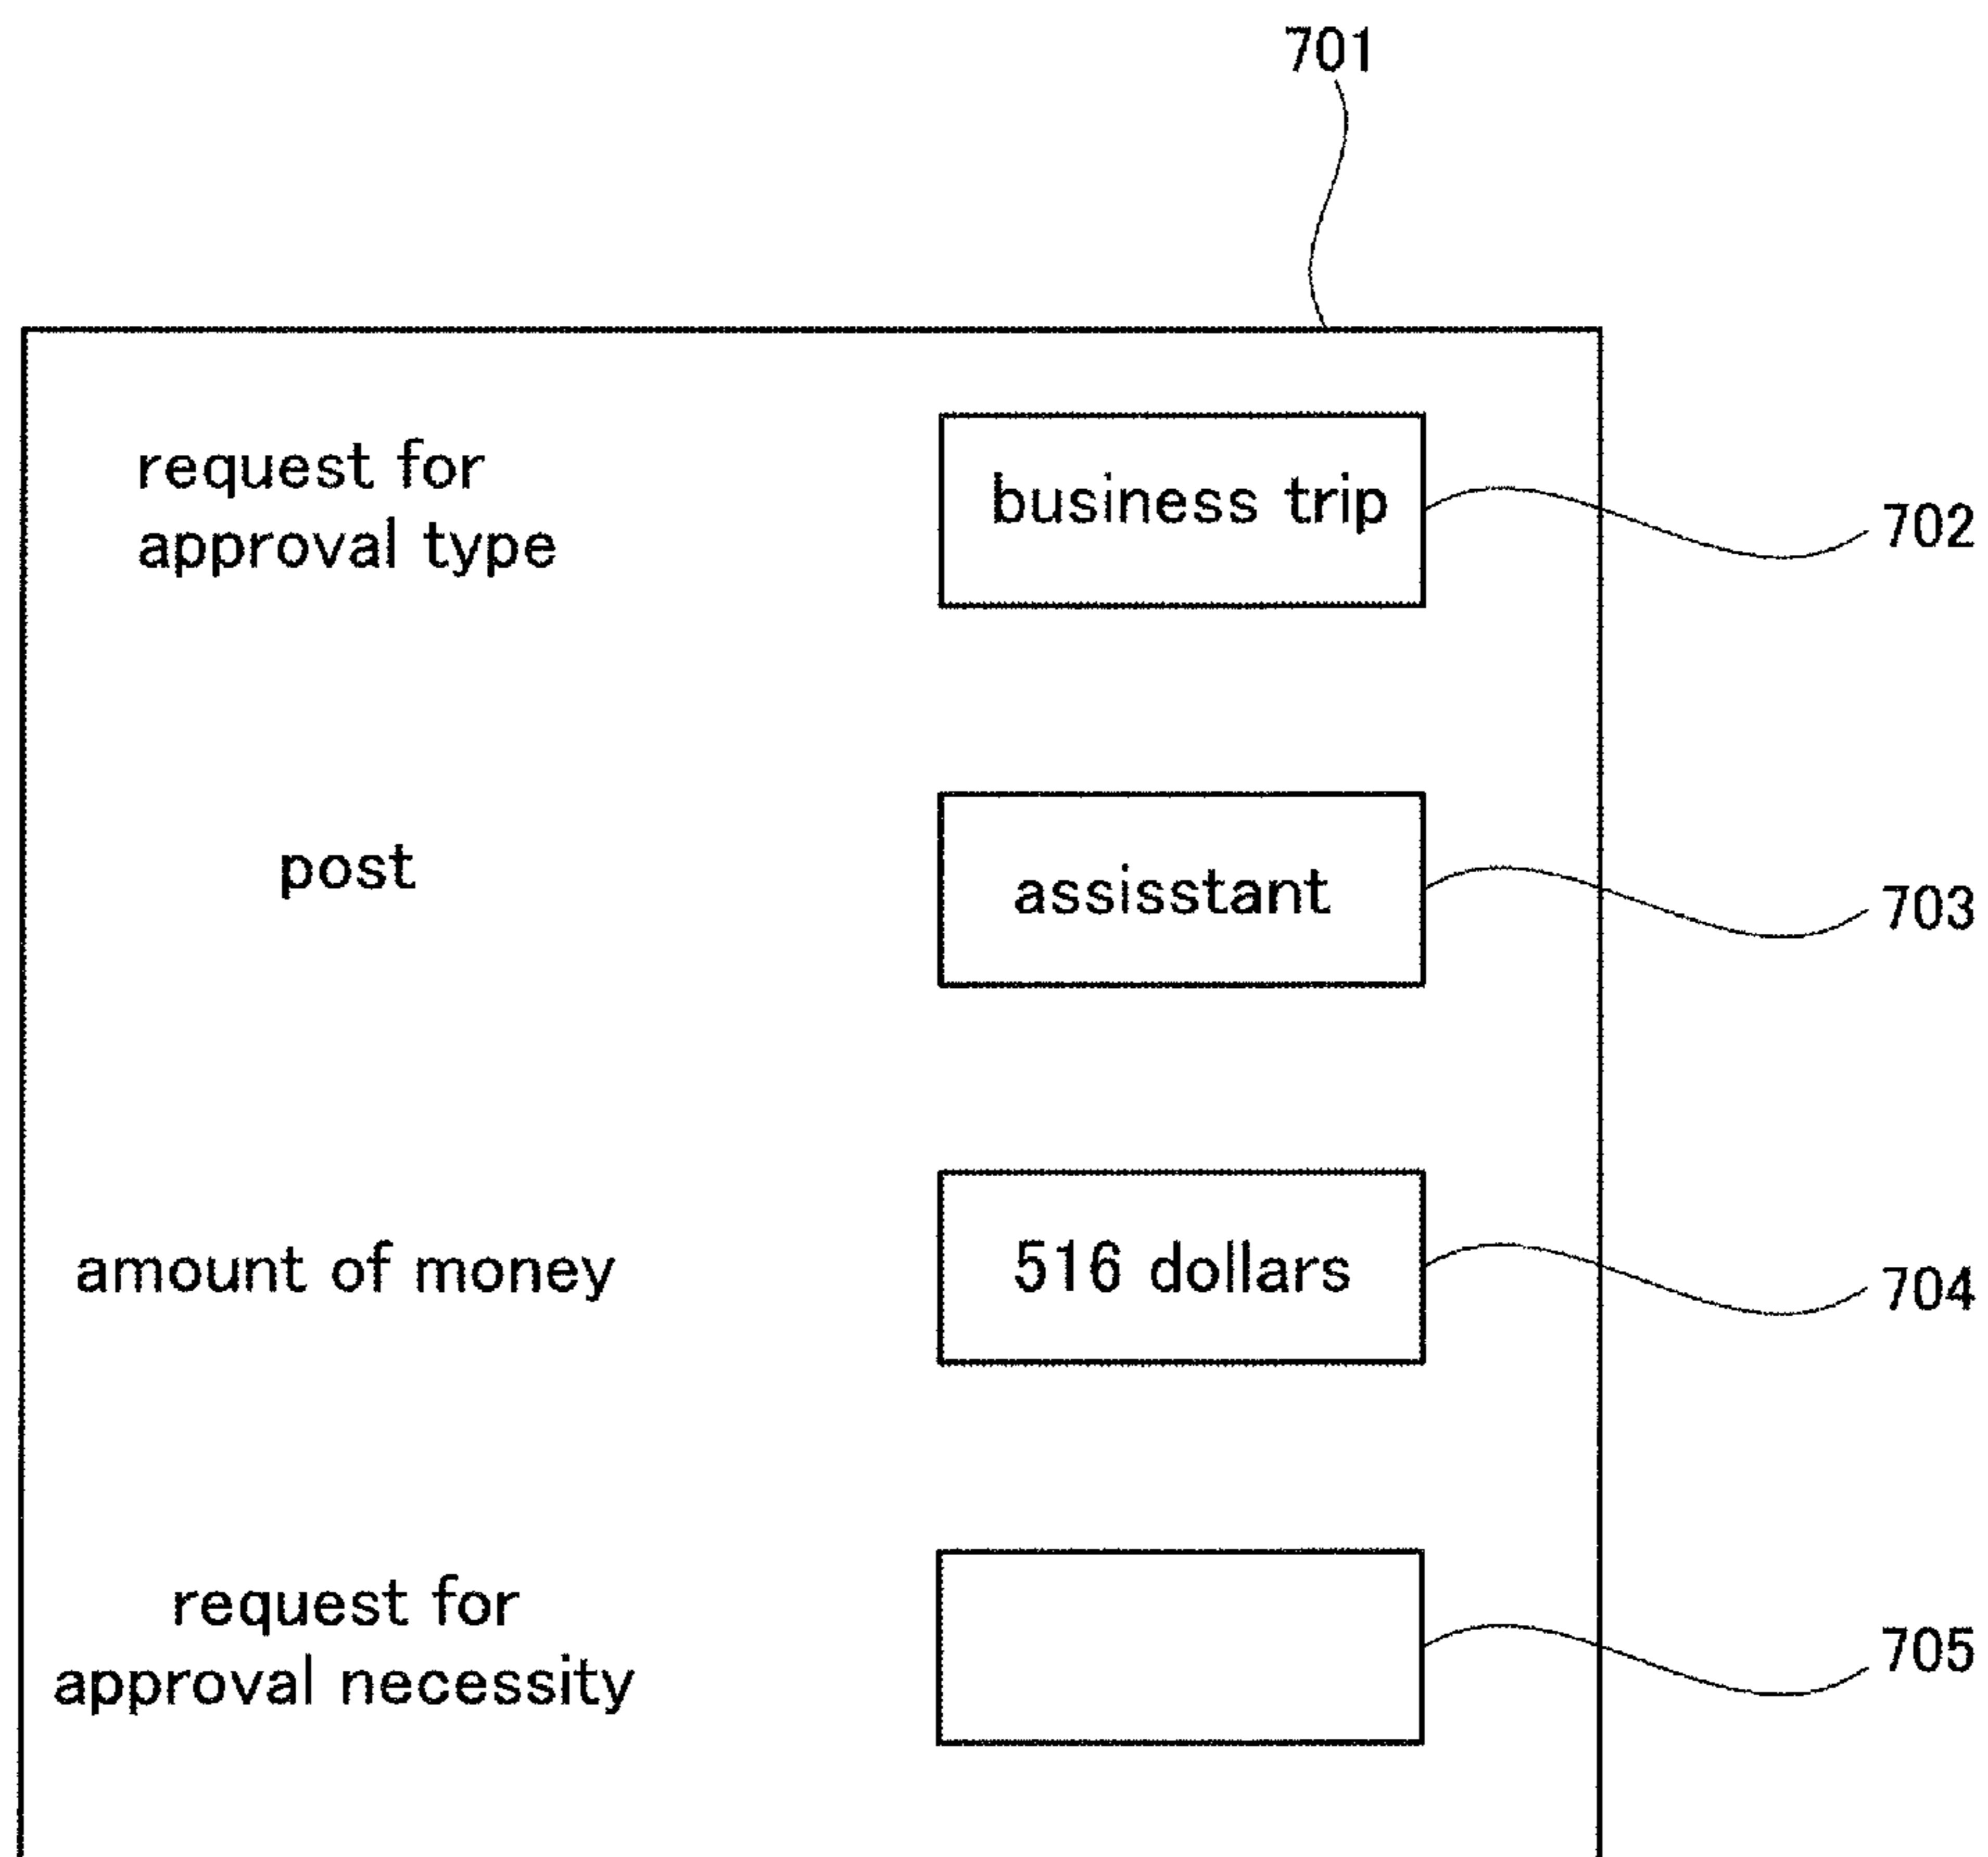 701
request for
approval type
business trip
702
post
assisstant
703
amount of money
516 dollars
704
request for
approval necessity
705